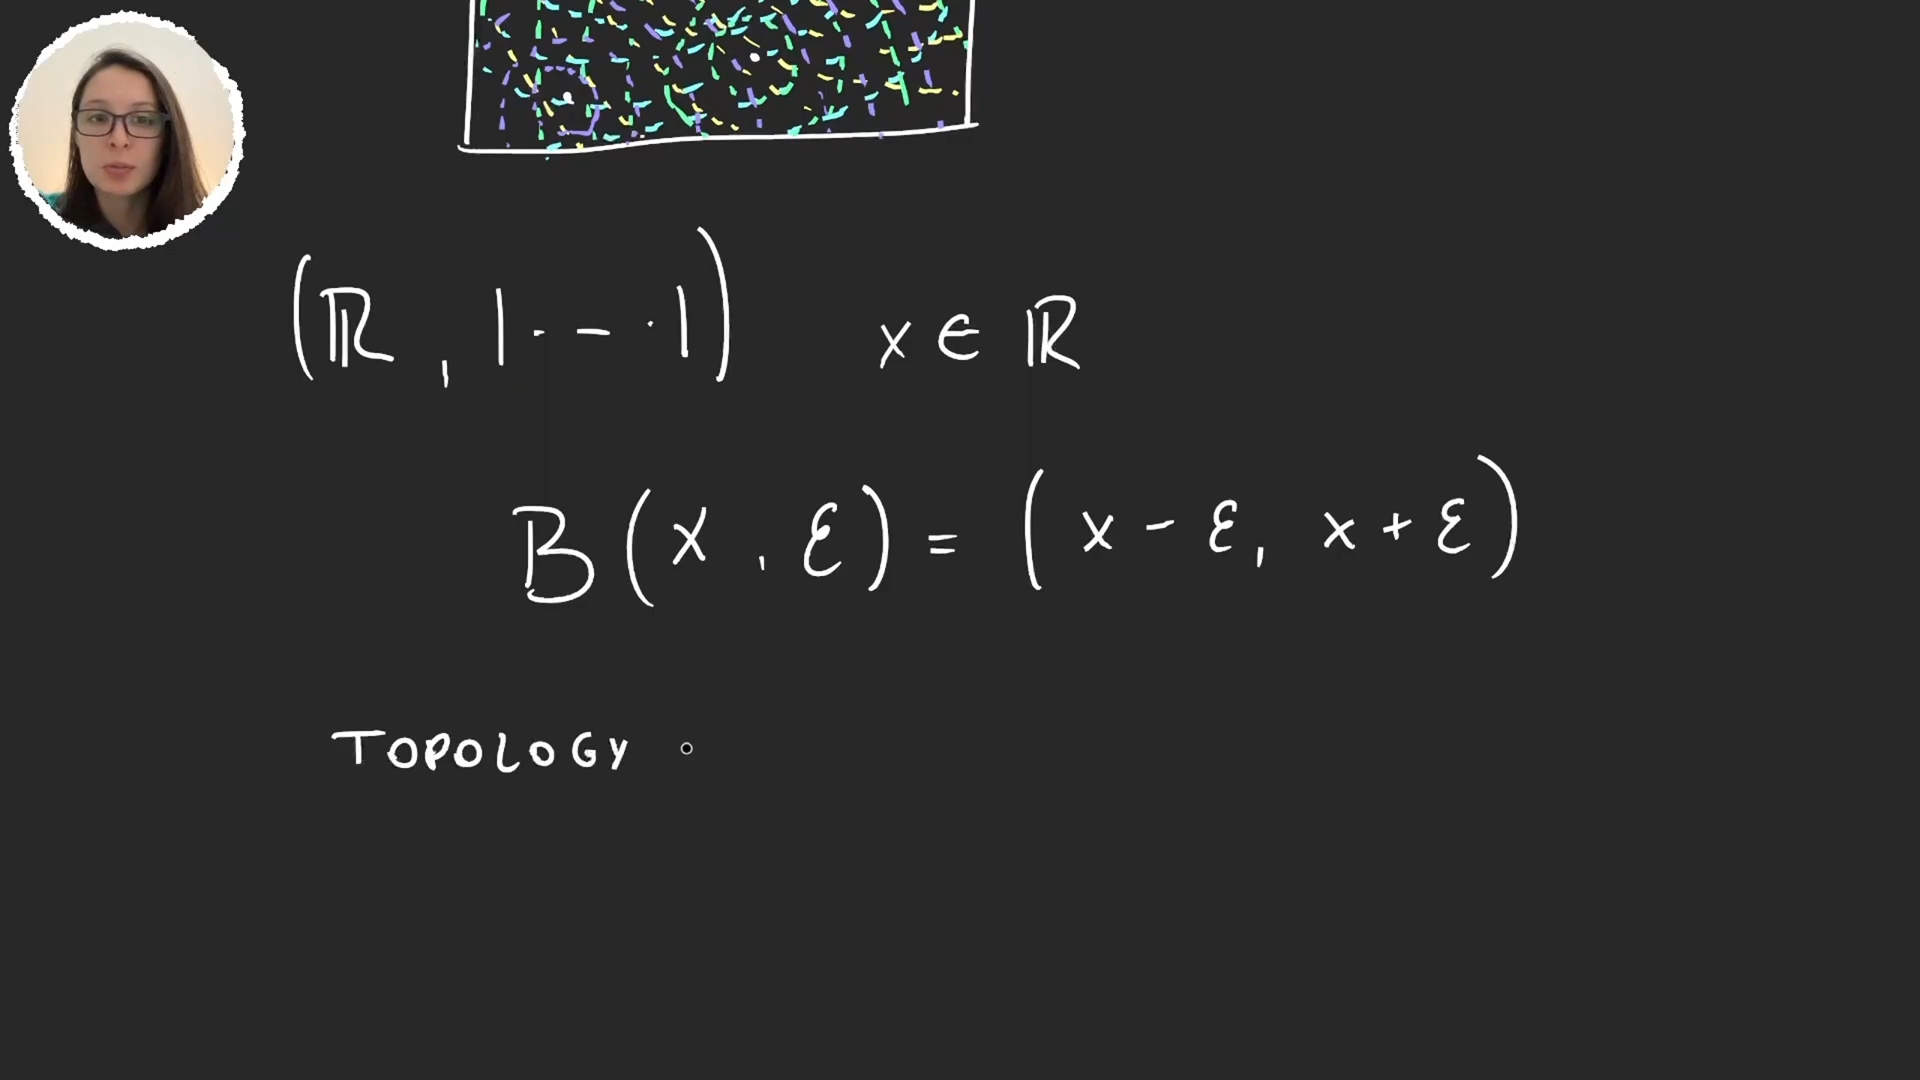 (ℝ, |· - ·|) x ∈ ℝ
B(x, ε) = (x - ε, x + ε)
TOPOLOGY